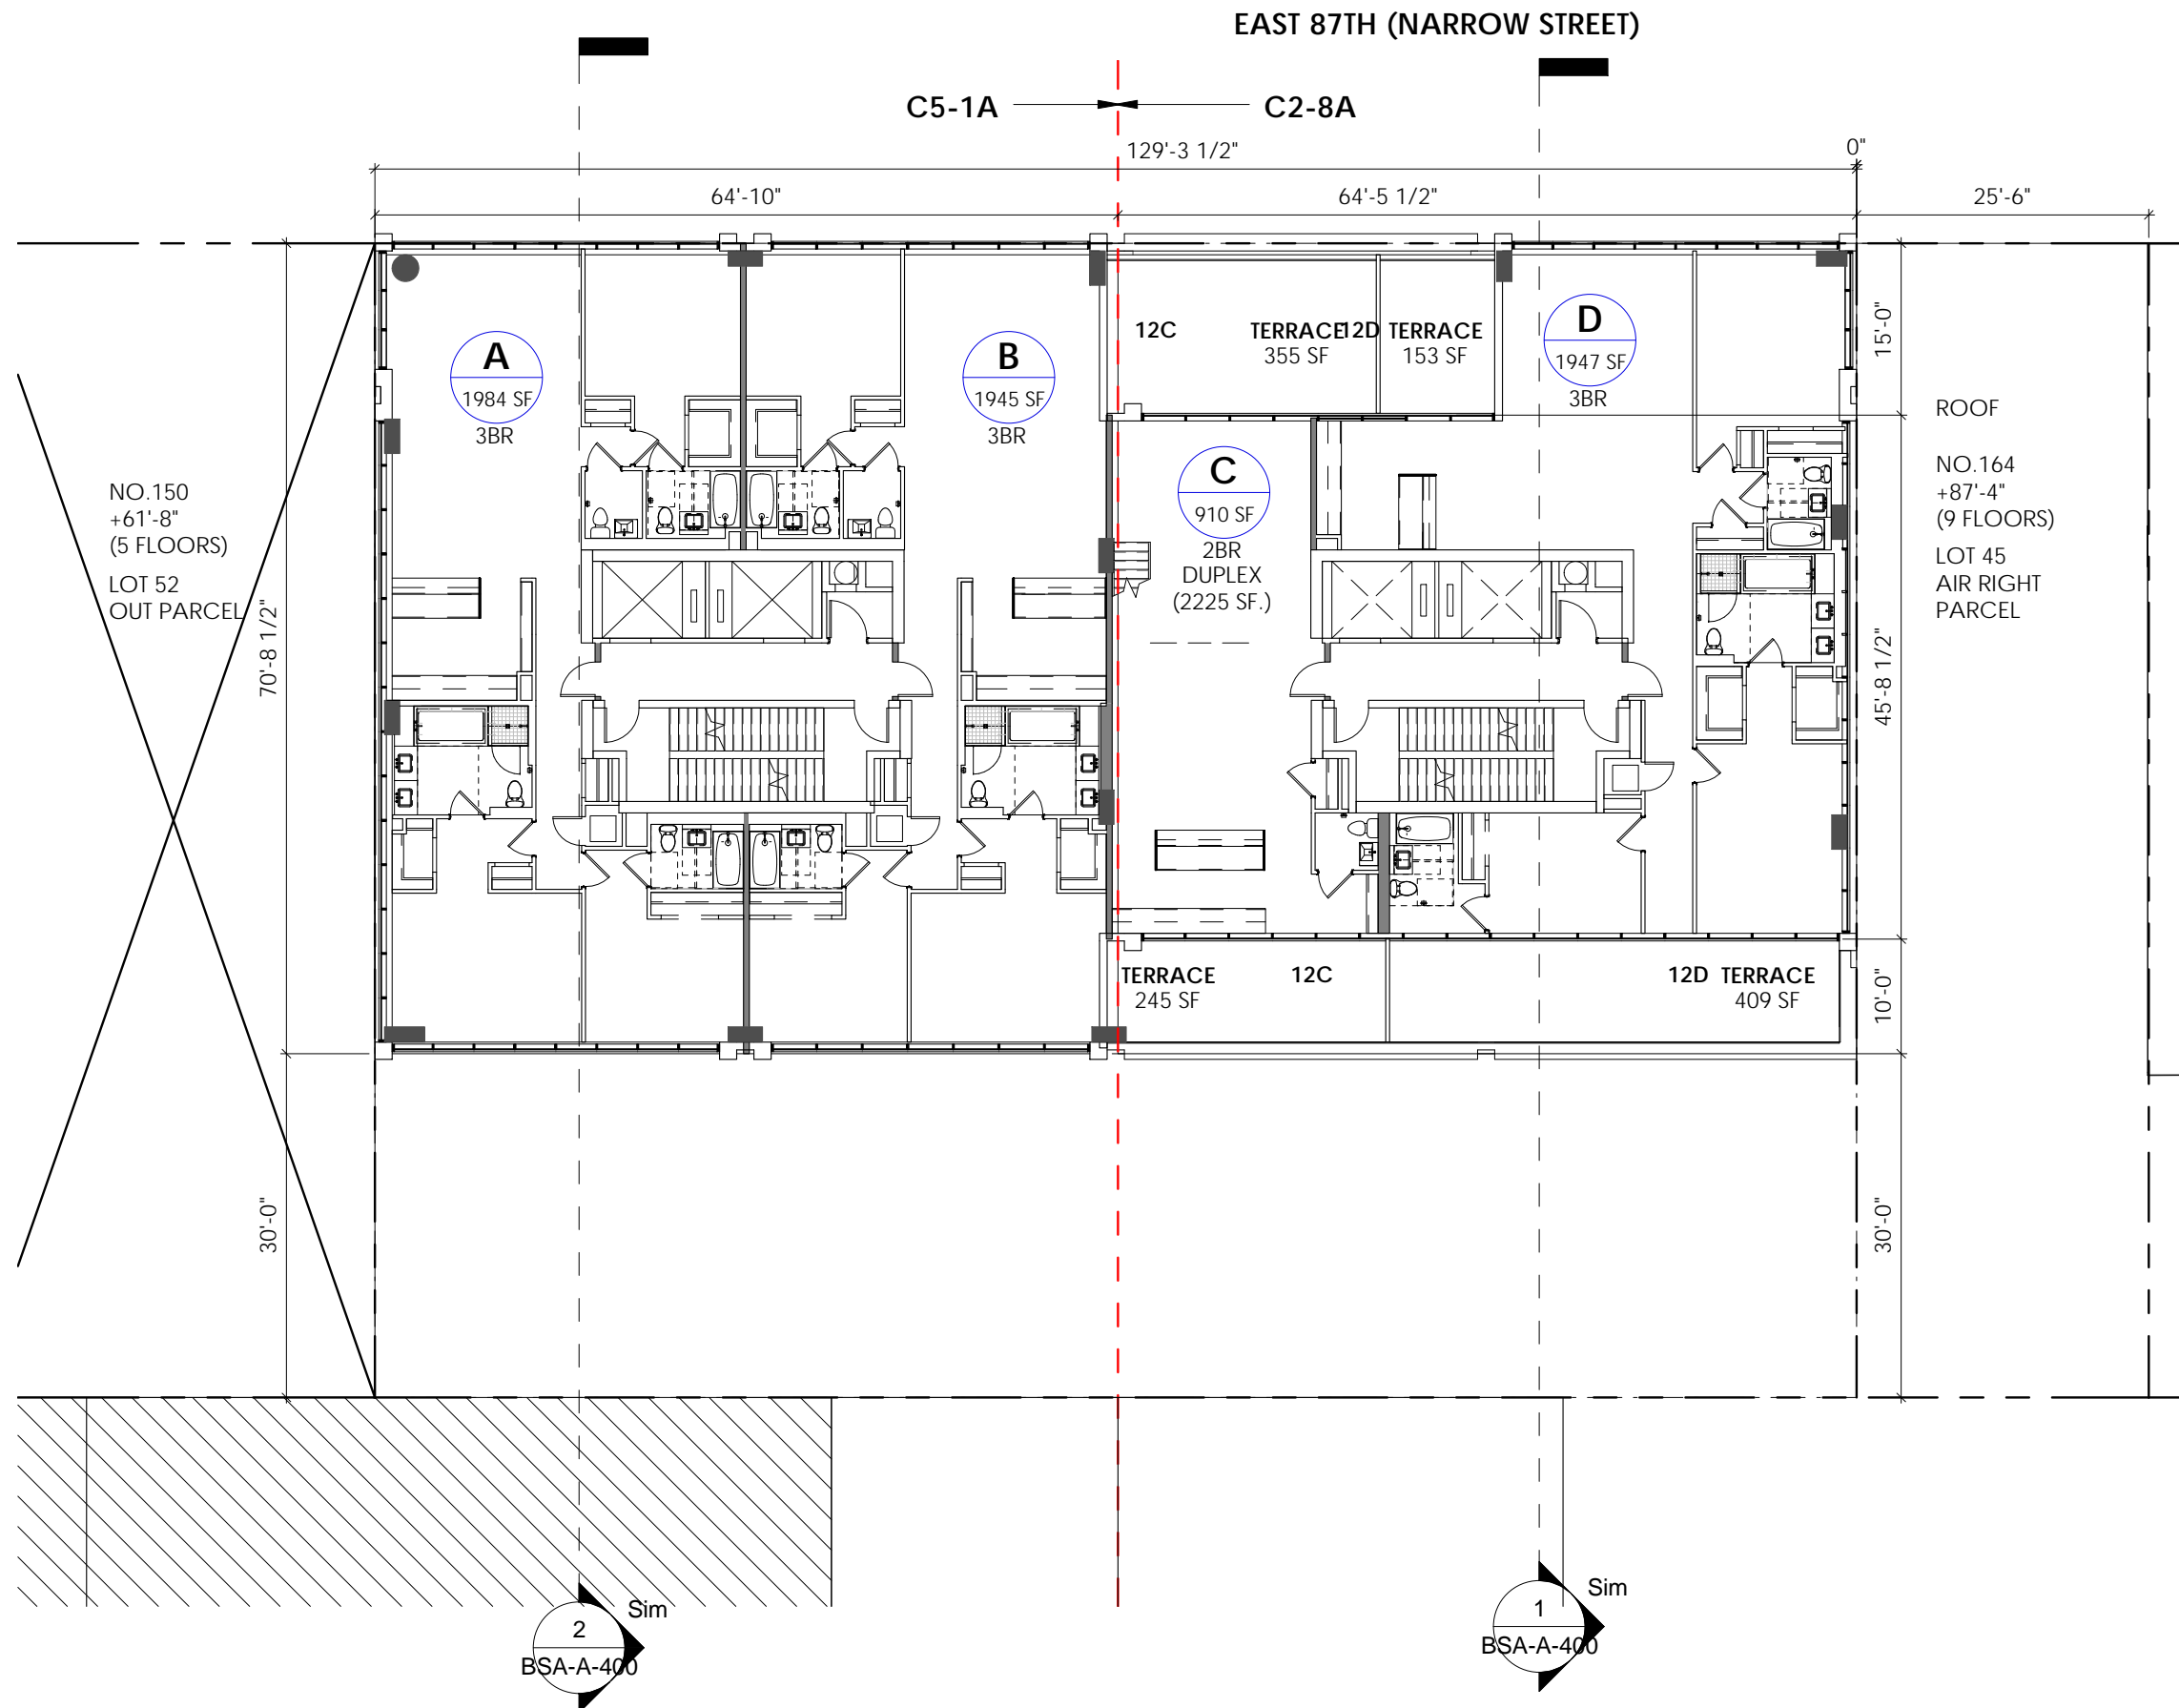 EAST 87TH (NARROW STREET)
C5-1A
C2-8A
129'-3 1/2"
0"
64'-10"
64'-5 1/2"
25'-6"
A
1984 SF
3BR
B
1945 SF
3BR
12C
TERRACE
355 SF
12D
TERRACE
153 SF
D
1947 SF
3BR
15'-0"
ROOF
NO.164
+87'-4"
(9 FLOORS)
LOT 45
AIR RIGHT
PARCEL
C
910 SF
2BR
DUPLEX
(2225 SF.)
NO.150
+61'-8"
(5 FLOORS)
LOT 52
OUT PARCEL
70'-8 1/2"
45'-8 1/2"
TERRACE
245 SF
12C
12D
TERRACE
409 SF
10'-0"
30'-0"
30'-0"
2
BSA-A-400
Sim
1
BSA-A-400
Sim